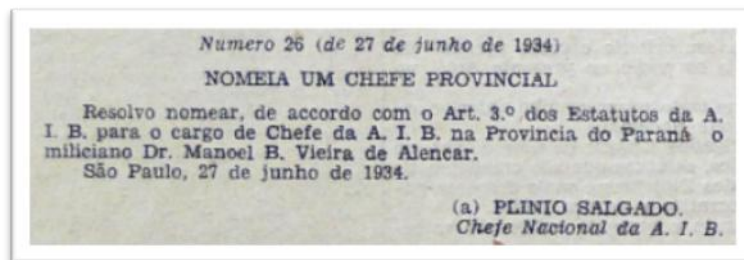 Numero 26 (de 27 de junho de 1934)
NOMEIA UM CHEFE PROVINCIAL
Resolvo nomear, de accordo com o Art. 3.º dos Estatutos da A.
I. B. para o cargo de Chefe da A. I. B. na Provincia do Paraná o
miliciano Dr. Manoel B. Vieira de Alencar.
São Paulo, 27 de junho de 1934.
(a) PLINIO SALGADO.
Chefe Nacional da A. I. B.